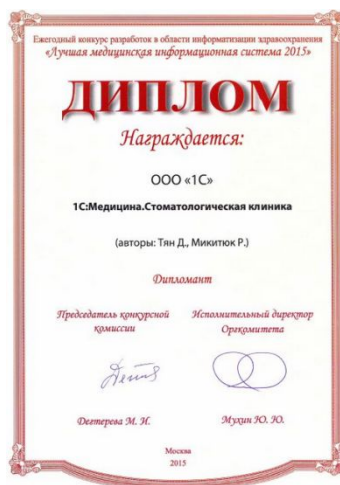 Ежегодный конкурс разработок в области информатизации здравоохранения
«Лучшая медицинская информационная система 2015»
ДИПЛОМ
Награждается:
ООО «1С»
1С:Медицина.Стоматологическая клиника
(авторы: Тян Д., Микитюк Р.)
Дипломант
Председатель конкурсной
комиссии
Исполнительный директор
Оргкомитета
Дегтерева М. И.
Мухин Ю. Ю.
Москва
2015